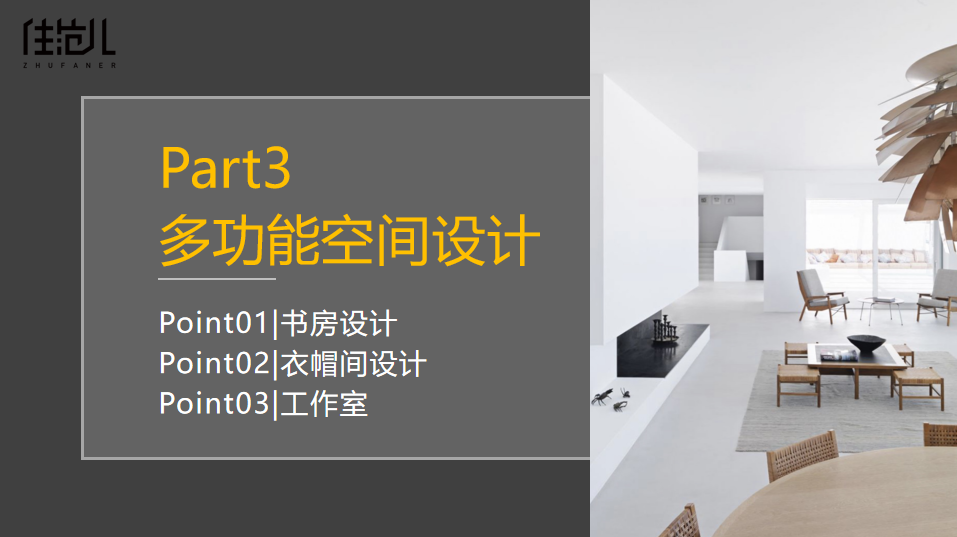 住范儿
ZHUFANER
Part3
多功能空间设计
Point01|书房设计
Point02|衣帽间设计
Point03|工作室